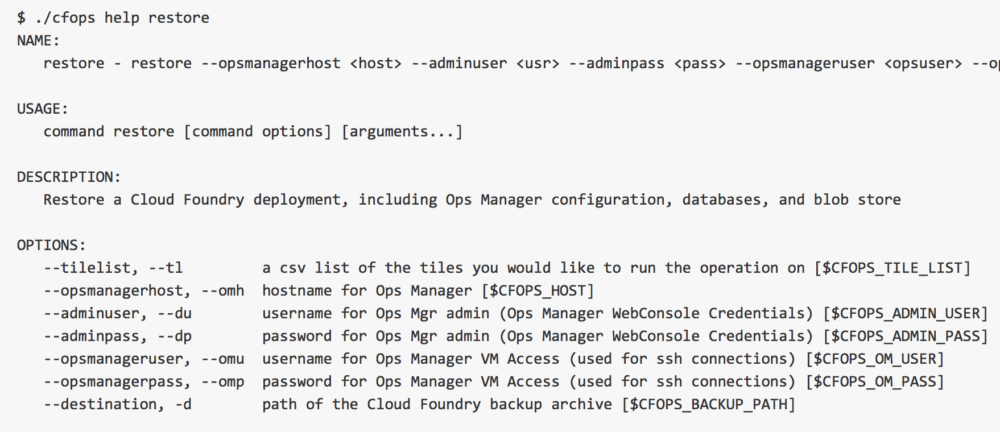 $ ./cfops help restore
NAME:
   restore - restore --opsmanagerhost <host> --adminuser <usr> --adminpass <pass> --opsmanageruser <opsuser> --op

USAGE:
   command restore [command options] [arguments...]

DESCRIPTION:
   Restore a Cloud Foundry deployment, including Ops Manager configuration, databases, and blob store

OPTIONS:
   --tilelist, --tl         a csv list of the tiles you would like to run the operation on [$CFOPS_TILE_LIST]
   --opsmanagerhost, --omh  hostname for Ops Manager [$CFOPS_HOST]
   --adminuser, --du        username for Ops Mgr admin (Ops Manager WebConsole Credentials) [$CFOPS_ADMIN_USER]
   --adminpass, --dp        password for Ops Mgr admin (Ops Manager WebConsole Credentials) [$CFOPS_ADMIN_PASS]
   --opsmanageruser, --omu  username for Ops Manager VM Access (used for ssh connections) [$CFOPS_OM_USER]
   --opsmanagerpass, --omp  password for Ops Manager VM Access (used for ssh connections) [$CFOPS_OM_PASS]
   --destination, -d        path of the Cloud Foundry backup archive [$CFOPS_BACKUP_PATH]